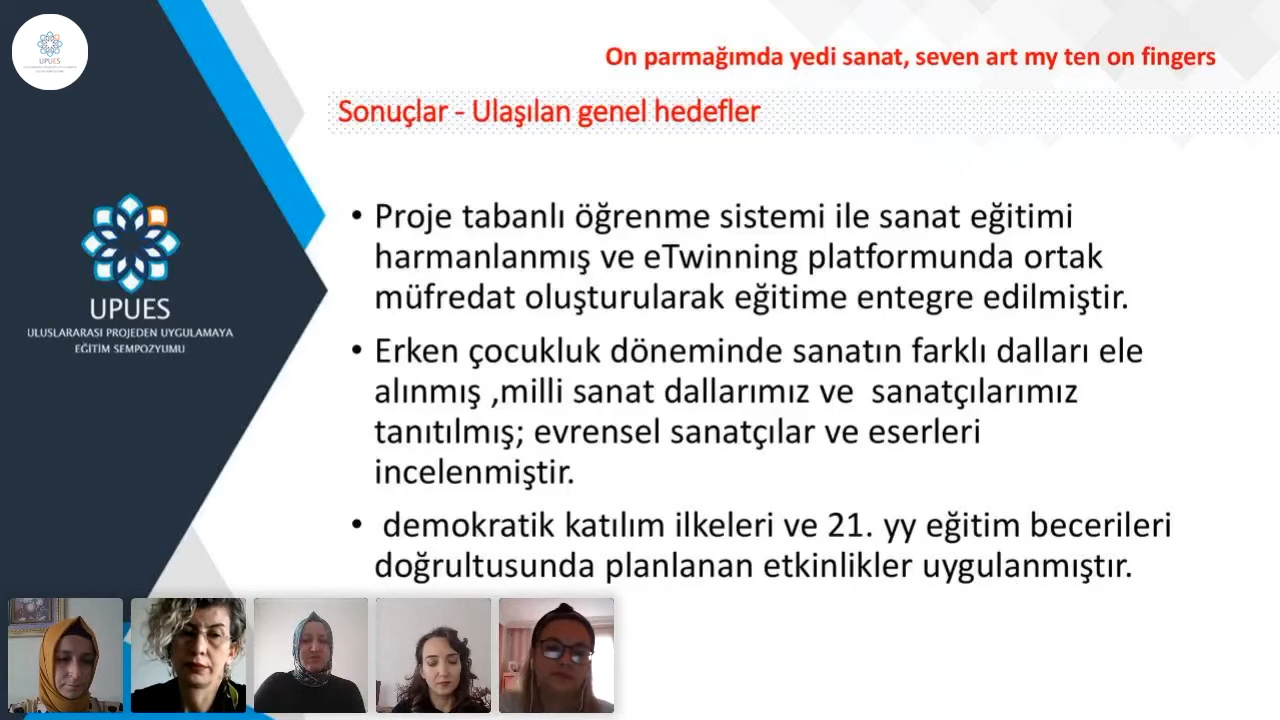 UPUES
On parmağımda yedi sanat, seven art my ten on fingers
Sonuçlar - Ulaşılan genel hedefler
• Proje tabanlı öğrenme sistemi ile sanat eğitimi
harmanlanmış ve eTwinning platformunda ortak
müfredat oluşturularak eğitime entegre edilmiştir.
• Erken çocukluk döneminde sanatın farklı dalları ele
alınmış ,milli sanat dallarımız ve  sanatçılarımız
tanıtılmış; evrensel sanatçılar ve eserleri
incelenmiştir.
• demokratik katılım ilkeleri ve 21. yy eğitim becerileri
doğrultusunda planlanan etkinlikler uygulanmıştır.
UPUES
ULUSLARARASI PROJEDEN UYGULAMAYA
EĞİTİM SEMPOZYUMU